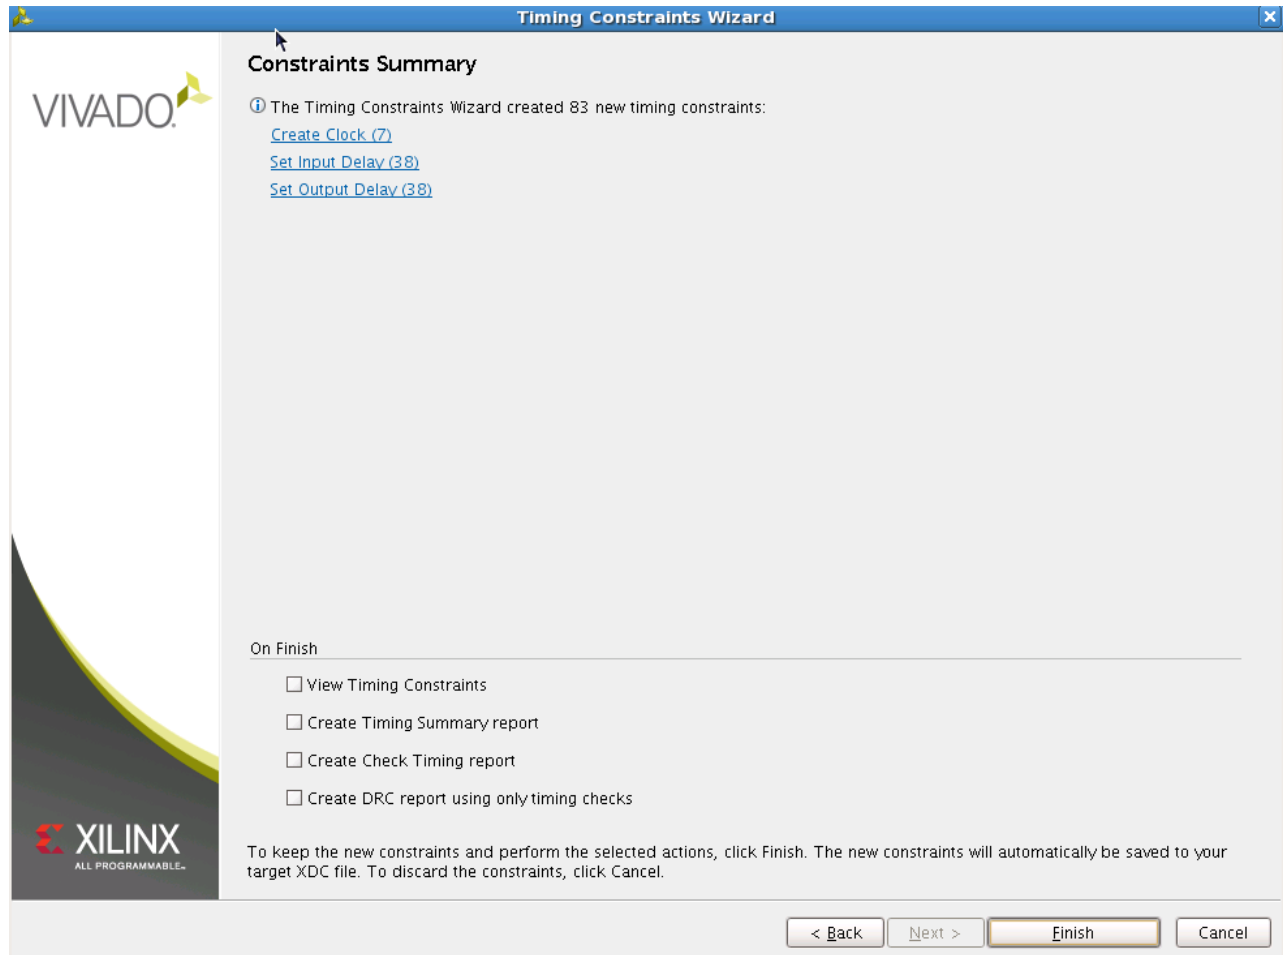 Timing Constraints Wizard
VIVADO.
Constraints Summary
The Timing Constraints Wizard created 83 new timing constraints:
Create Clock (7)
Set Input Delay (38)
Set Output Delay (38)
On Finish
View Timing Constraints
Create Timing Summary report
Create Check Timing report
Create DRC report using only timing checks
XILINX
ALL PROGRAMMABLE™
To keep the new constraints and perform the selected actions, click Finish. The new constraints will automatically be saved to your
target XDC file. To discard the constraints, click Cancel.
< Back Next > Finish Cancel